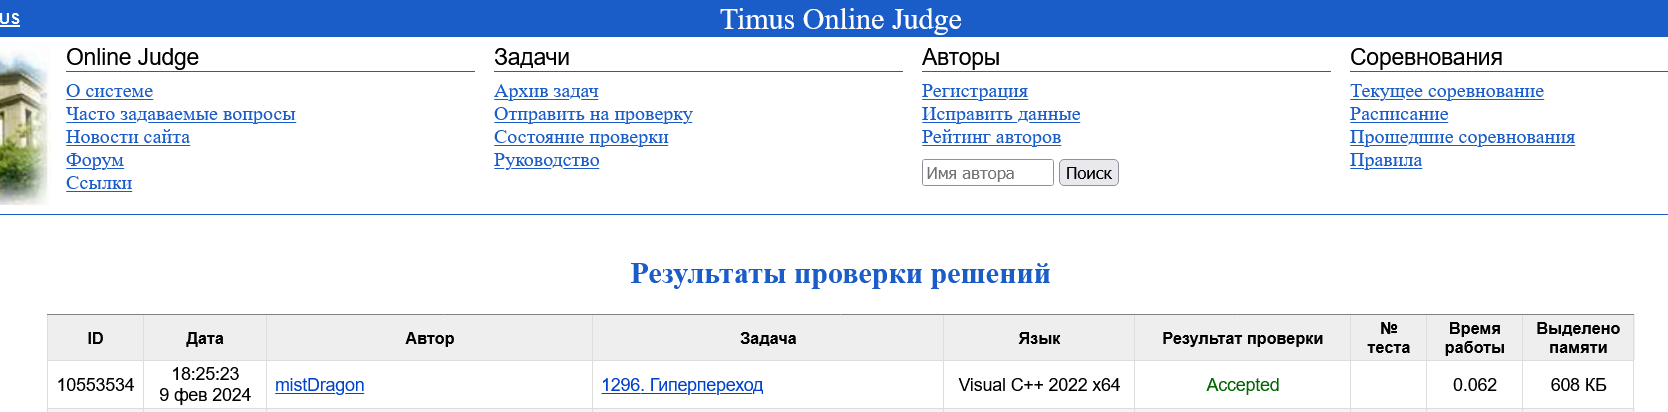 US
Timus Online Judge
Online Judge
О системе
Часто задаваемые вопросы
Новости сайта
Форум
Ссылки
Задачи
Архив задач
Отправить на проверку
Состояние проверки
Руководство
Авторы
Регистрация
Исправить данные
Рейтинг авторов
Имя автора Поиск
Соревнования
Текущее соревнование
Расписание
Прошедшие соревнования
Правила
Результаты проверки решений
ID Дата Автор Задача Язык Результат проверки № теста Время работы Выделено памяти
10553534 18:25:23 9 фев 2024 mistDragon 1296. Гиперпереход Visual C++ 2022 x64 Accepted 0.062 608 КБ